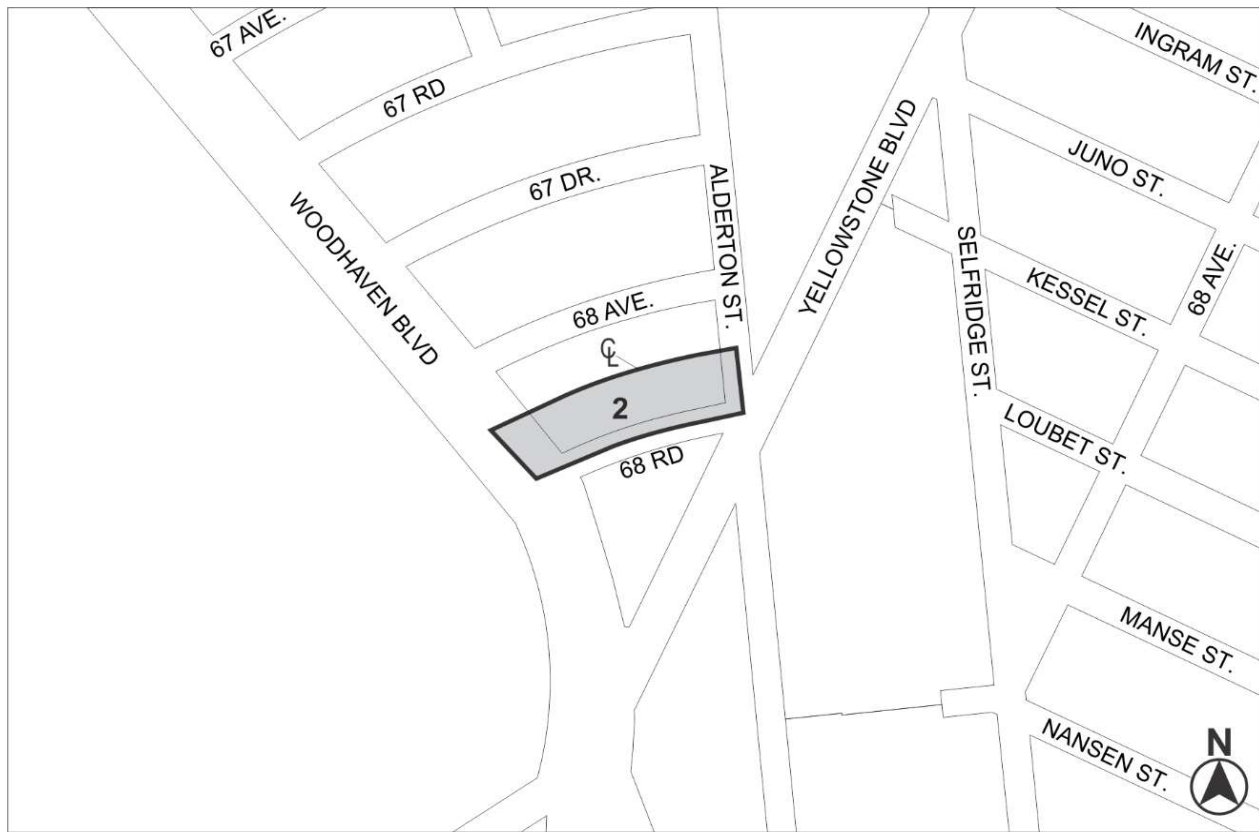 67 AVE.
INGRAM ST.
67 RD
YELLOWSTONE BLVD
JUNO ST.
67 DR.
ALDERTON ST.
WOODHAVEN BLVD
SELFRIDGE ST.
68 AVE.
KESSEL ST.
68 AVE.
℄
2
LOUBET ST.
68 RD
MANSE ST.
NANSEN ST.
N